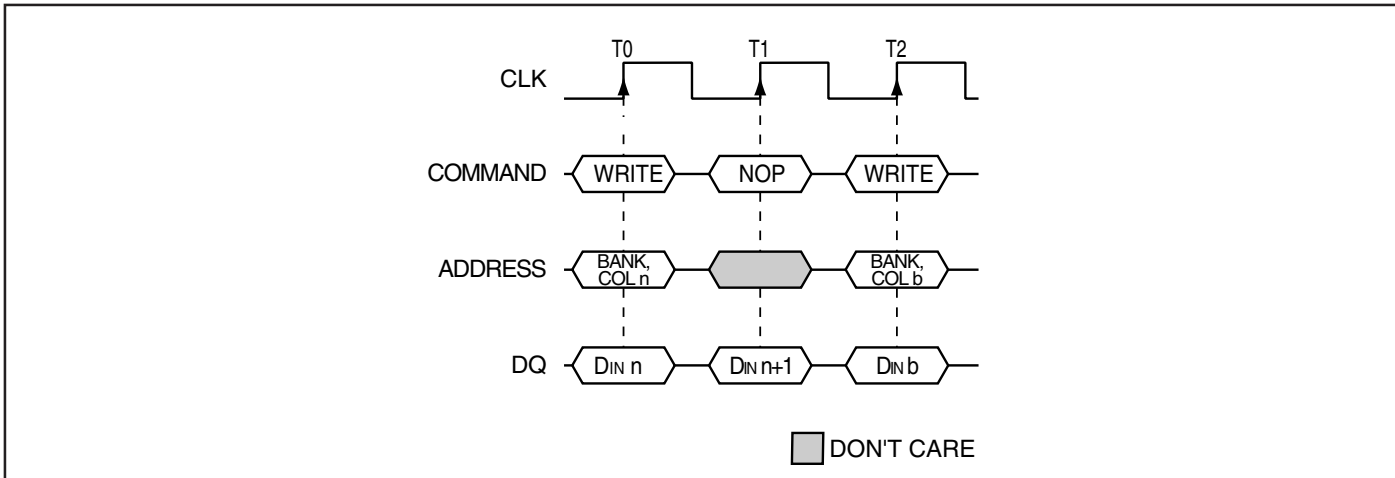 T0 T1 T2
CLK
COMMAND WRITE NOP WRITE
ADDRESS BANK, COL n BANK, COL b
DQ DIN n DIN n+1 DIN b
DON'T CARE